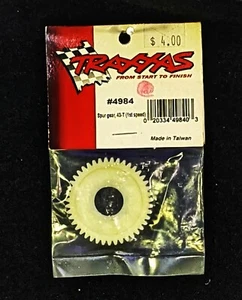 $ 4.00
TRAXXAS
FROM START TO FINISH
#4984
Spur gear, 43-T (1st speed)
0 20334 49840 3
Made in Taiwan